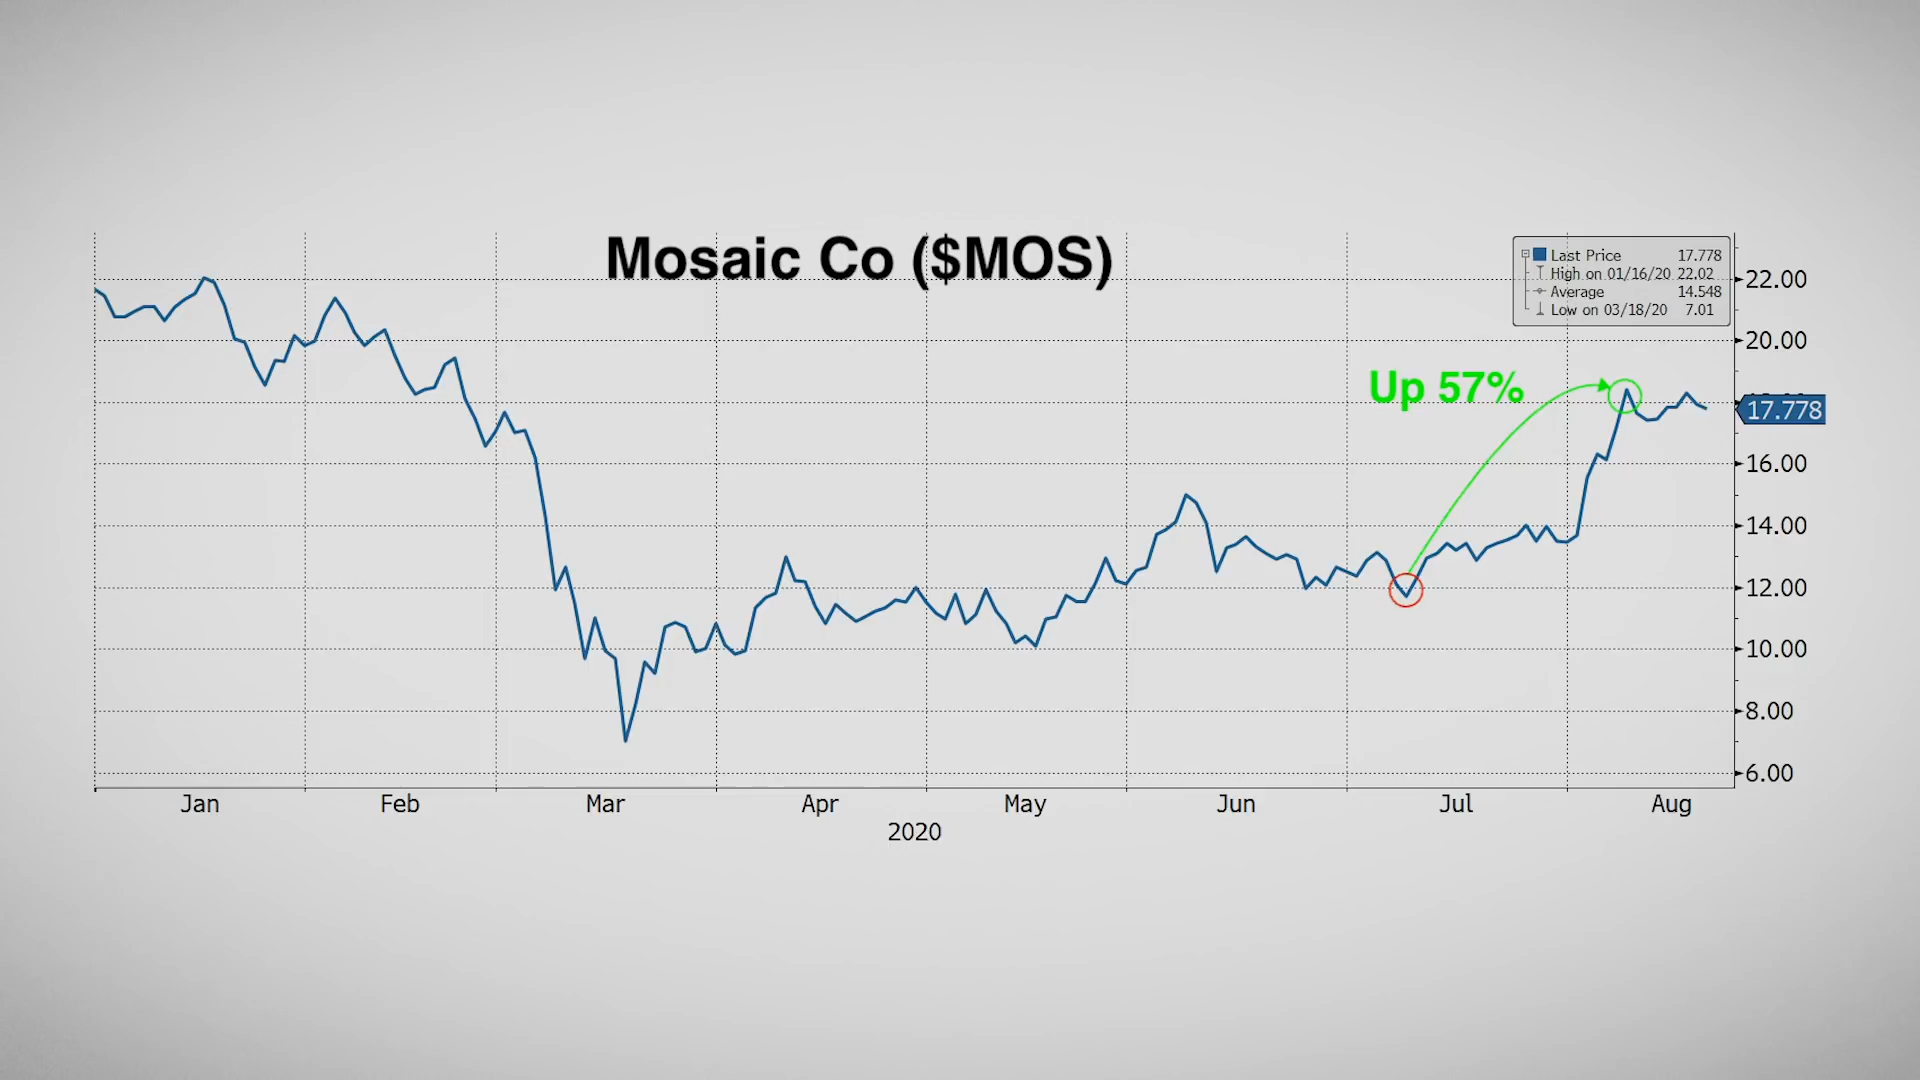 Mosaic Co ($MOS)
Last Price 17.778
High on 01/16/20 22.02
Average 14.548
Low on 03/18/20 7.01
22.00
20.00
Up 57%
17.778
16.00
14.00
12.00
10.00
8.00
6.00
Jan Feb Mar Apr May Jun Jul Aug
2020